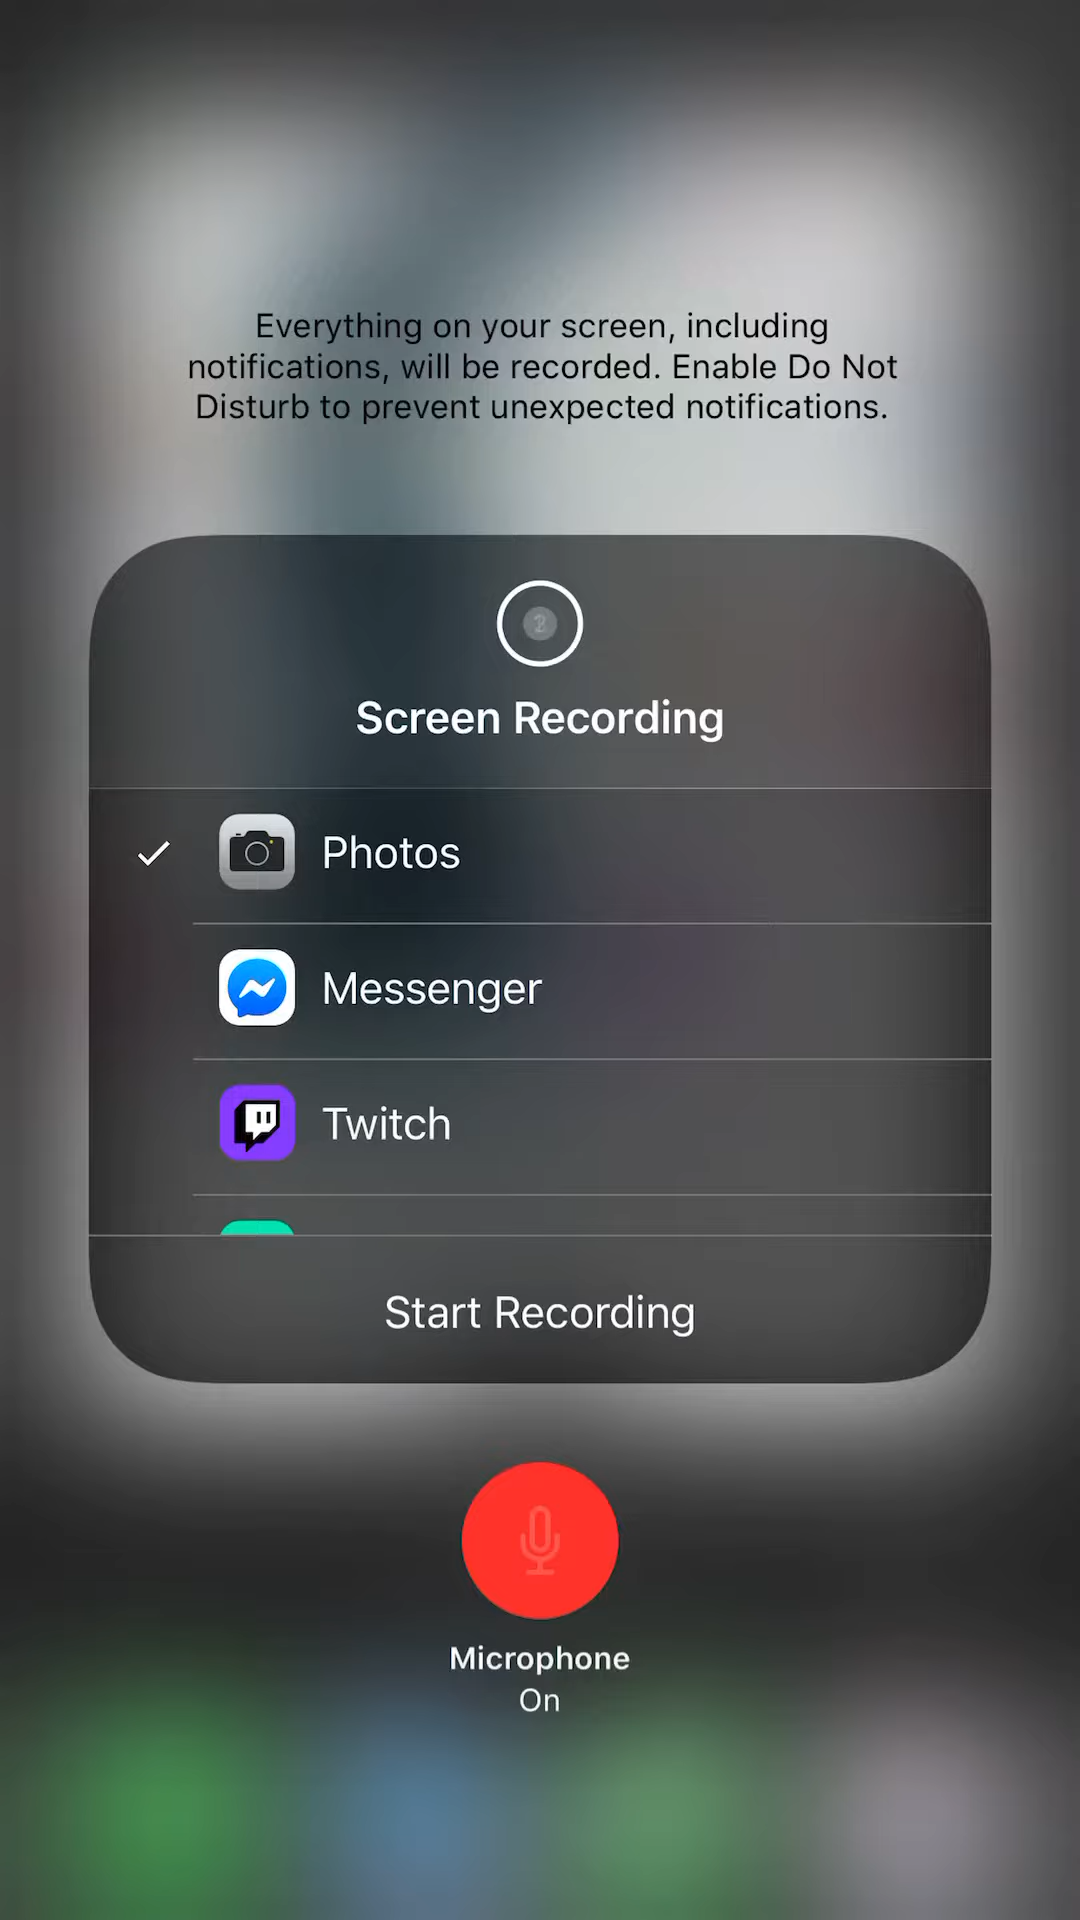 Everything on your screen, including
notifications, will be recorded. Enable Do Not
Disturb to prevent unexpected notifications.
Screen Recording
Photos
Messenger
Twitch
Start Recording
Microphone
On